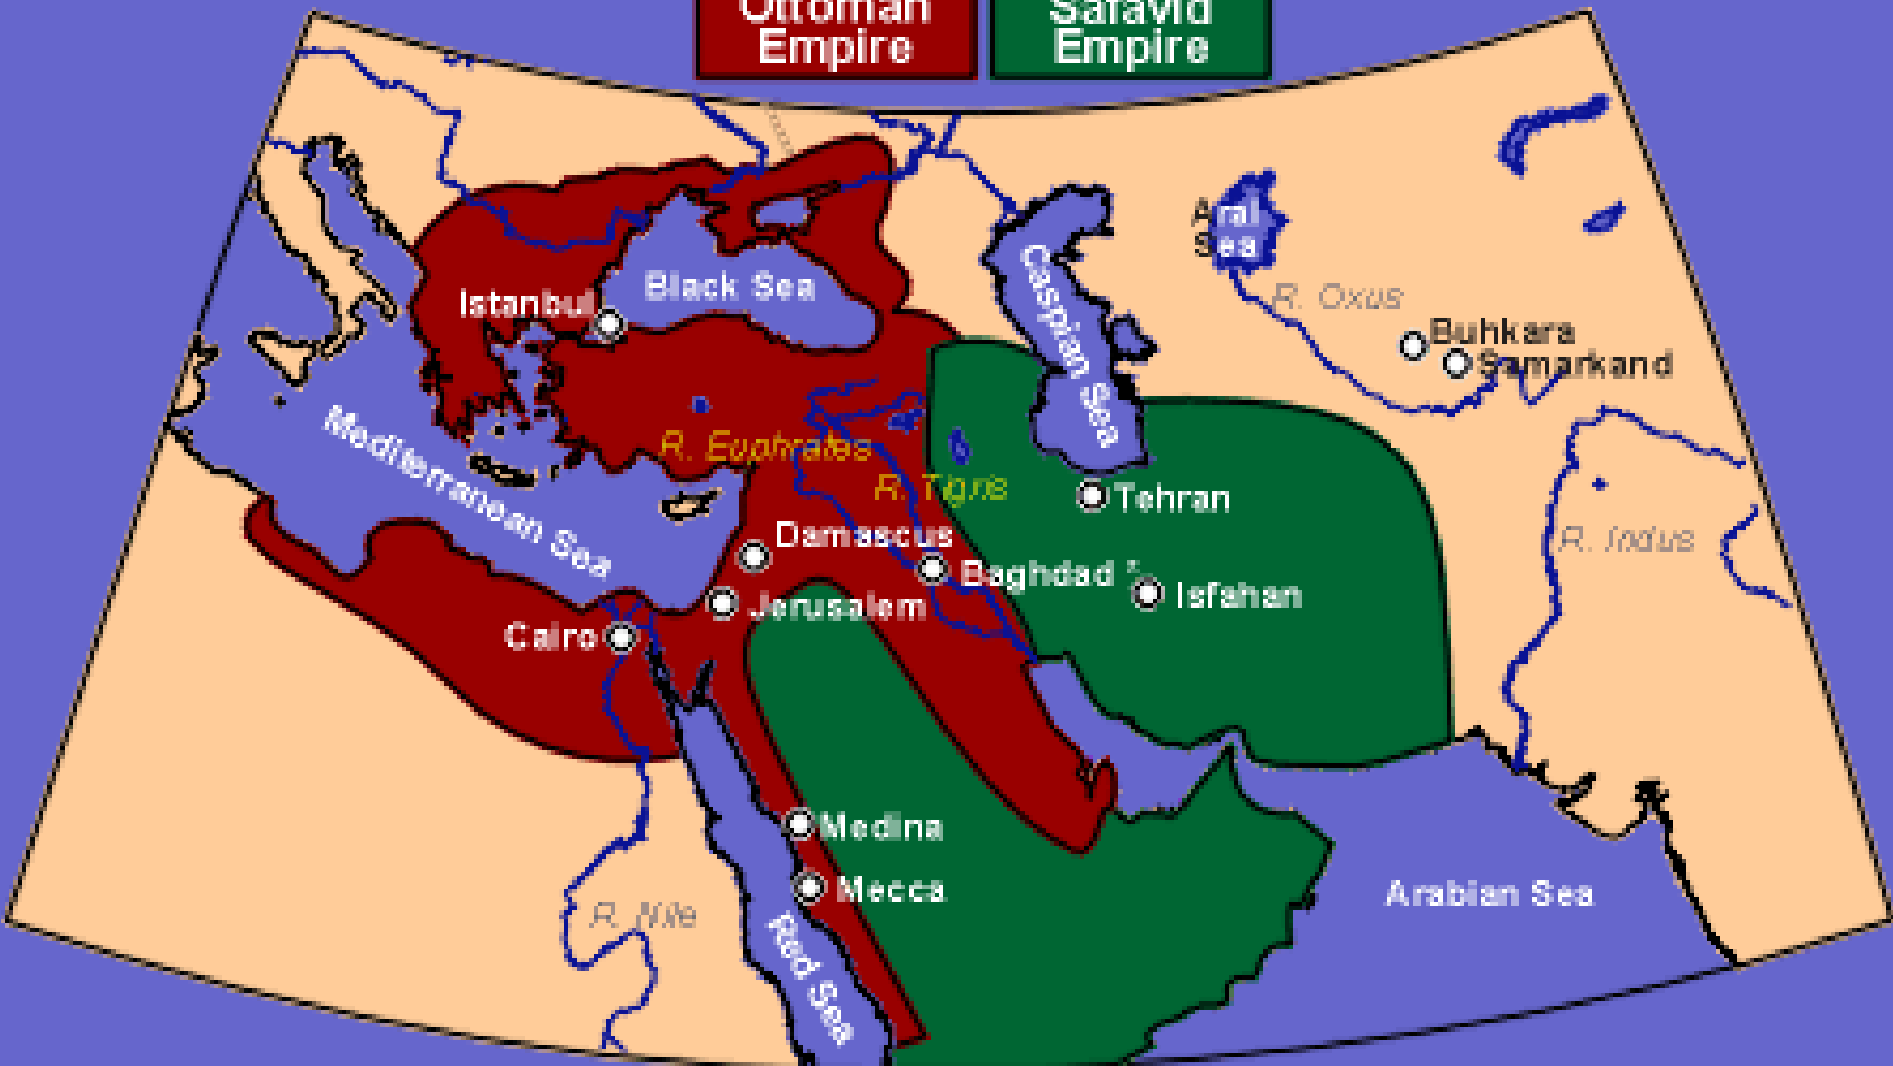 Ottoman
Empire
Safavid
Empire
Aral
Sea
Caspian Sea
R. Oxus
Black Sea
Istanbul
Buhkara
Samarkand
Mediterranean Sea
R. Euphrates
R. Tigris
Tehran
Damascus
R. Indus
Baghdad
Isfahan
Jerusalem
Cairo
Medina
Mecca
Arabian Sea
R. Nile
Red Sea